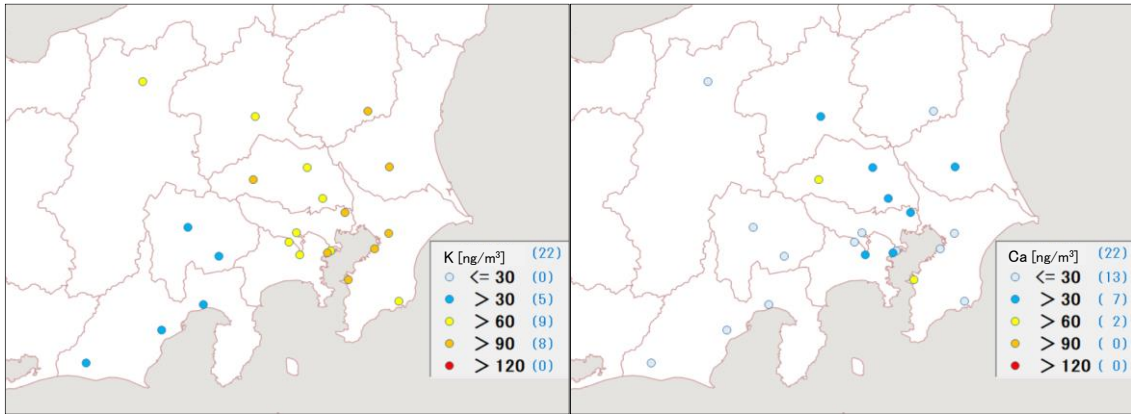 K [ng/m³] (22)
<= 30 (0)
> 30 (5)
> 60 (9)
> 90 (8)
> 120 (0)
Ca [ng/m³] (22)
<= 30 (13)
> 30 ( 7)
> 60 ( 2)
> 90 ( 0)
> 120 ( 0)